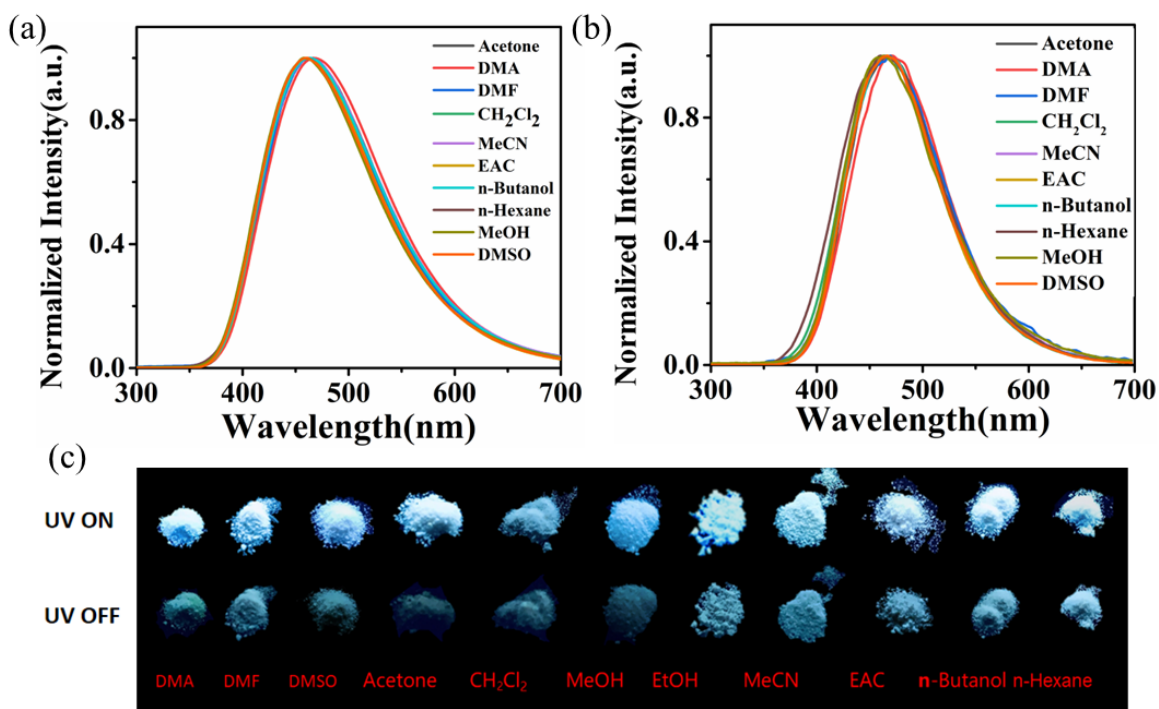 (a)
Normalized Intensity(a.u.)
0.8
0.4
0.0
300 400 500 600 700
Wavelength(nm)
Acetone
DMA
DMF
CH₂Cl₂
MeCN
EAC
n-Butanol
n-Hexane
MeOH
DMSO
(b)
Normalized Intensity(a.u.)
0.8
0.4
0.0
300 400 500 600 700
Wavelength(nm)
Acetone
DMA
DMF
CH₂Cl₂
MeCN
EAC
n-Butanol
n-Hexane
MeOH
DMSO
(c)
UV ON
UV OFF
DMA DMF DMSO Acetone CH₂Cl₂ MeOH EtOH MeCN EAC n-Butanol n-Hexane